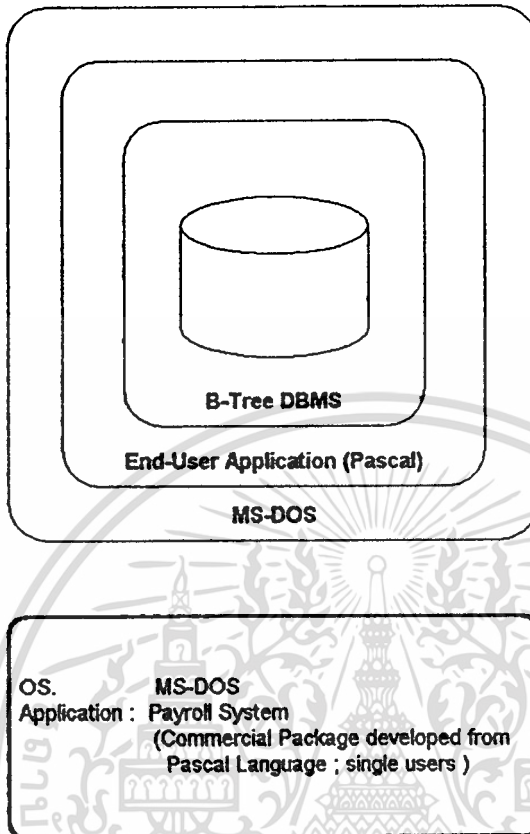 B-Tree DBMS
End-User Application (Pascal)
MS-DOS
OS. MS-DOS
Application : Payroll System
(Commercial Package developed from
Pascal Language ; single users )